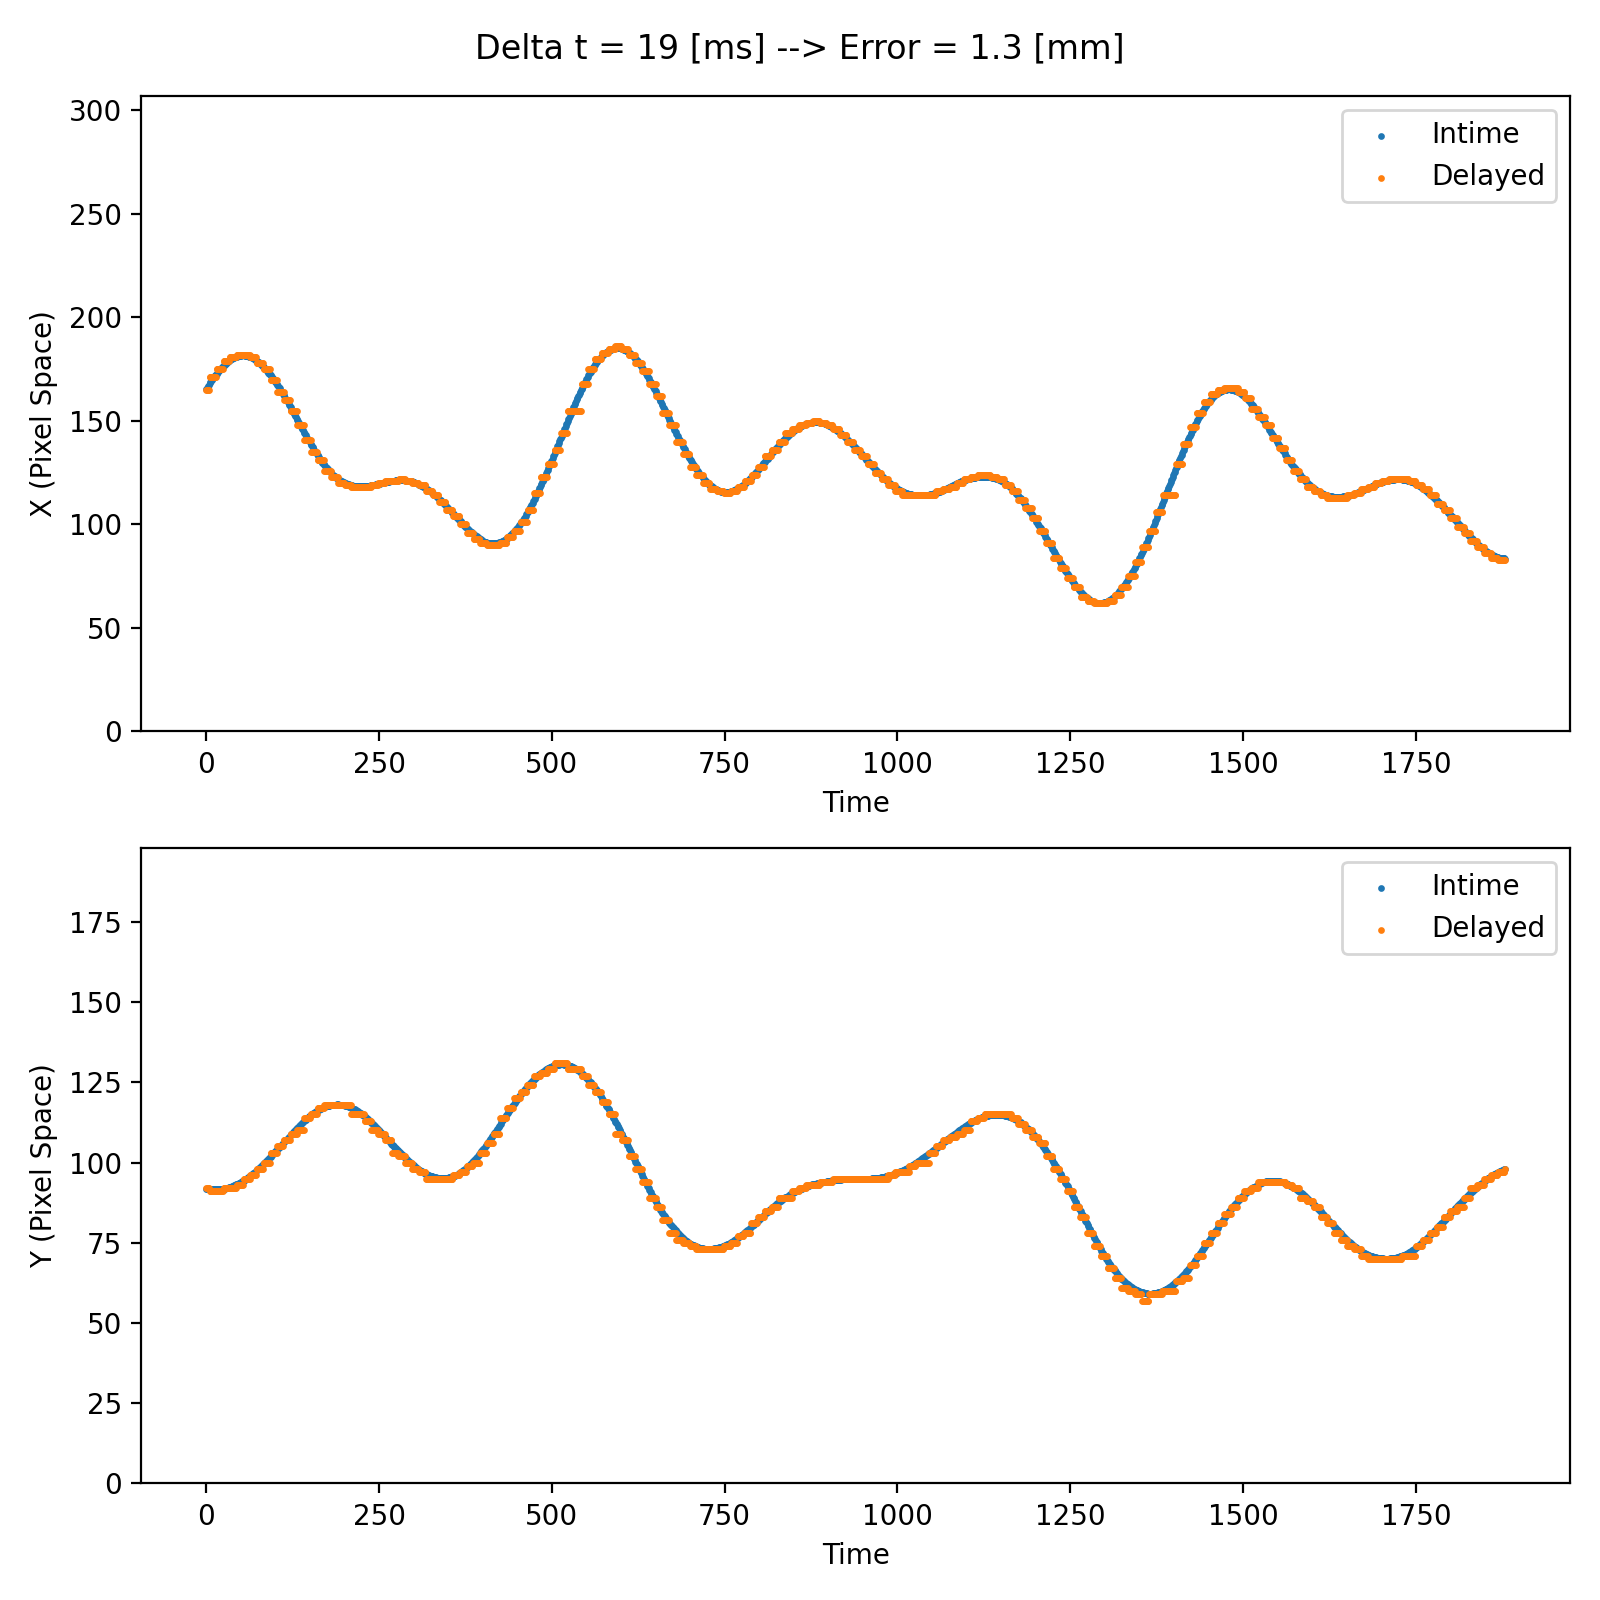 Delta t = 19 [ms] --> Error = 1.3 [mm]
300
250
200
150
100
50
0
X (Pixel Space)
Intime
Delayed
0 250 500 750 1000 1250 1500 1750
Time
175
150
125
100
75
50
25
0
Y (Pixel Space)
Intime
Delayed
0 250 500 750 1000 1250 1500 1750
Time